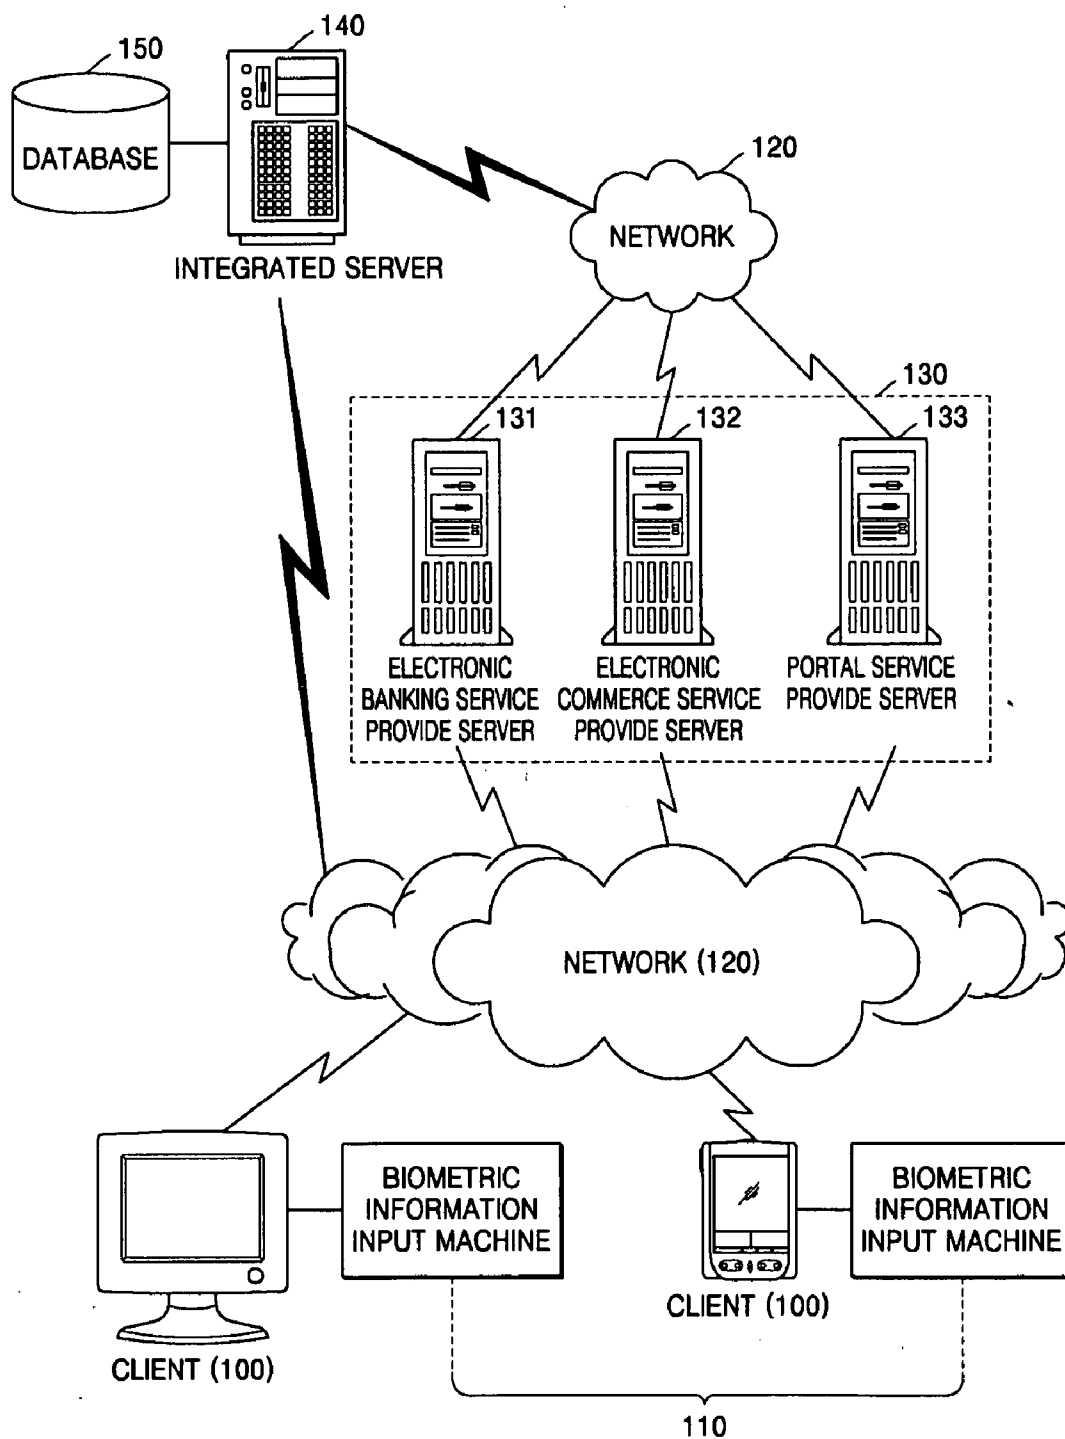 140
150
DATABASE
120
NETWORK
INTEGRATED SERVER
130
131
132
133
ELECTRONIC
BANKING SERVICE
PROVIDE SERVER
ELECTRONIC
COMMERCE SERVICE
PROVIDE SERVER
PORTAL SERVICE
PROVIDE SERVER
NETWORK (120)
BIOMETRIC
INFORMATION
INPUT MACHINE
BIOMETRIC
INFORMATION
INPUT MACHINE
CLIENT (100)
CLIENT (100)
110